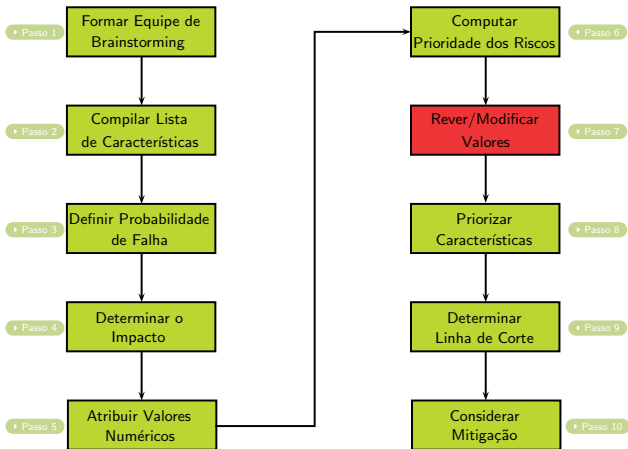 Passo 1
Formar Equipe de
Brainstorming
Passo 2
Compilar Lista
de Características
Passo 3
Definir Probabilidade
de Falha
Passo 4
Determinar o
Impacto
Passo 5
Atribuir Valores
Numéricos
Computar
Prioridade dos Riscos
Passo 6
Rever/Modificar
Valores
Passo 7
Priorizar
Características
Passo 8
Determinar
Linha de Corte
Passo 9
Considerar
Mitigação
Passo 10